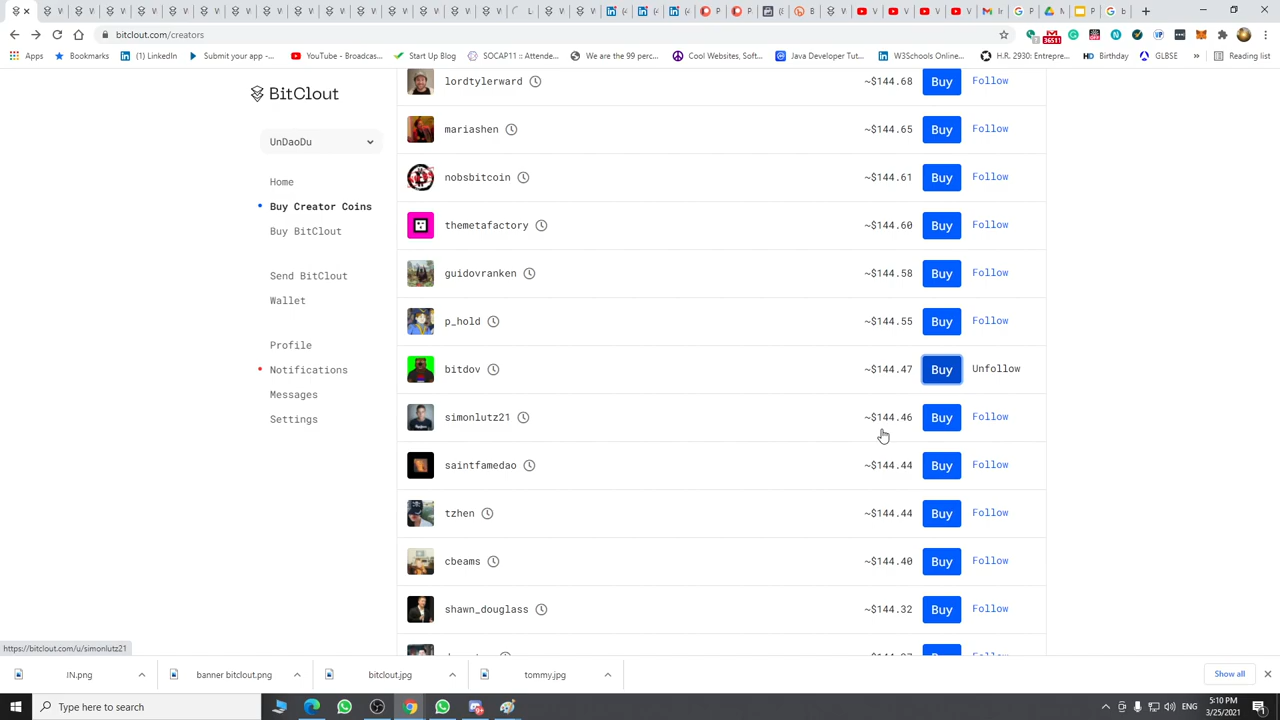 bitclout.com/creators
36511
Apps
Bookmarks
(1) LinkedIn
Submit your app -...
YouTube - broadcas...
Start Up Blog
OCAP11 :: Attende...
We are the 99 perc...
Cool Websites, Sof...
Java Developer Tut...
W3Schools Onlin...
H.R. 2930: Entrepre...
Birthday
GLBSE
»
Reading list
BitClout
UnDaoDu
Home
Buy Creator Coins
Buy BitClout
Send BitClout
Wallet
Profile
Notifications
Messages
Settings
lordtylerward ~$144.68 Buy Follow
mariashen ~$144.65 Buy Follow
nobsbitcoin ~$144.61 Buy Follow
themetafactory ~$144.60 Buy Follow
guidovranken ~$144.58 Buy Follow
p_hold ~$144.55 Buy Follow
bitdov ~$144.47 Buy Unfollow
simonlutz21 ~$144.46 Buy Follow
saintfamedao ~$144.44 Buy Follow
tzhen ~$144.44 Buy Follow
cbeams ~$144.40 Buy Follow
shawn_douglass ~$144.32 Buy Follow
https://bitclout.com/u/simonlutz21
IN.png
banner bitclout.png
bitclout.jpg
tommy.jpg
Show all
Type here to search
5:10 PM
3/25/2021